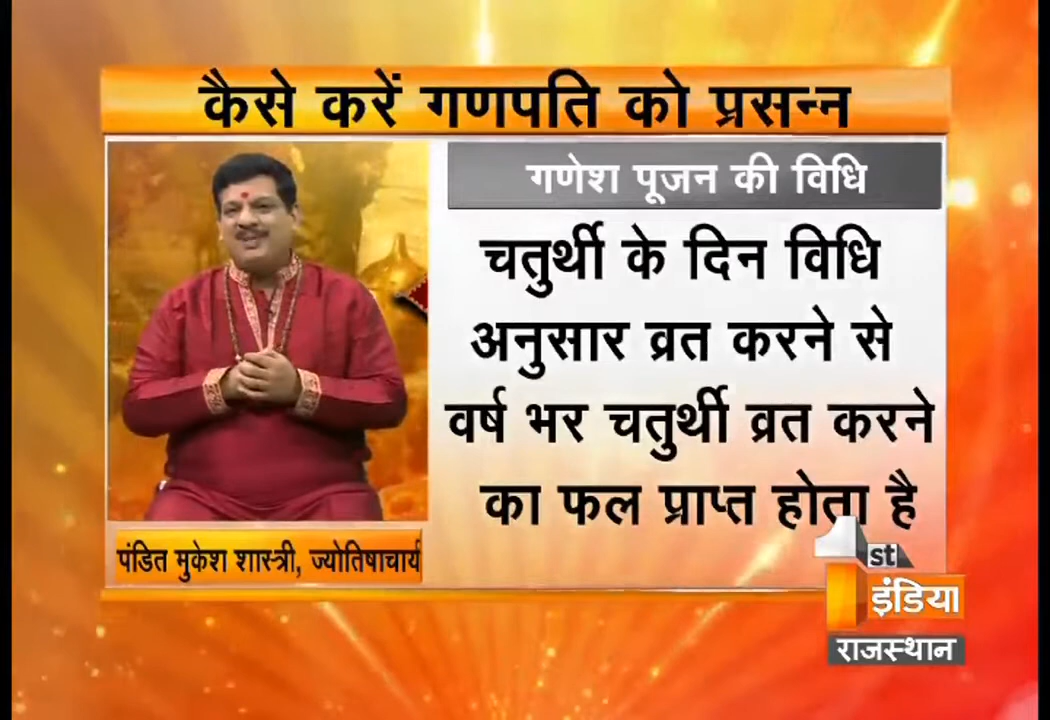 कैसे करें गणपति को प्रसन्न
गणेश पूजन की विधि
चतुर्थी के दिन विधि
अनुसार व्रत करने से
वर्ष भर चतुर्थी व्रत करने
का फल प्राप्त होता है
पंडित मुकेश शास्त्री, ज्योतिषाचार्य
1st
इंडिया
राजस्थान